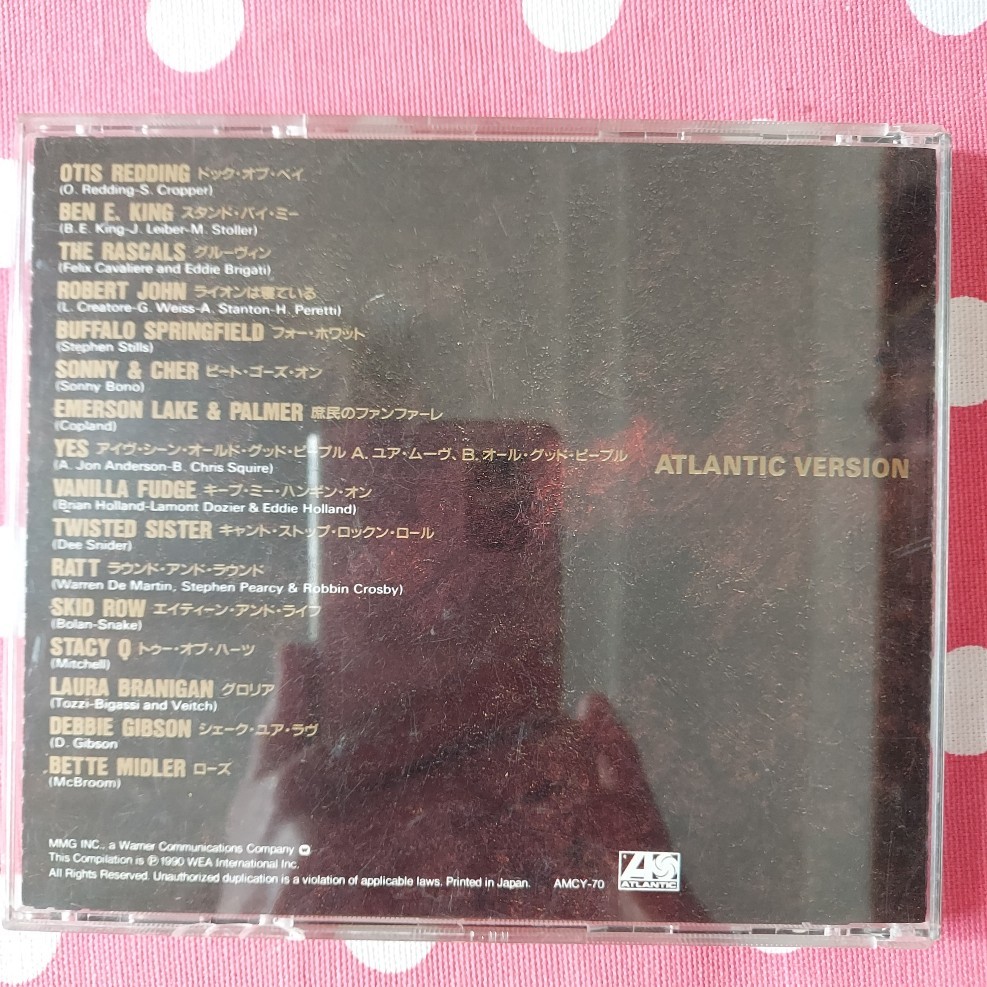 OTIS REDDING ドック・オブ・ベイ
(O. Redding-S. Cropper)
BEN E. KING スタンド・バイ・ミー
(B.E. King-J. Leiber-M. Stoller)
THE RASCALS グルーヴィン
(Felix Cavaliere and Eddie Brigati)
ROBERT JOHN ライオンは寝ている
(L. Creatore-G. Weiss-A. Stanton-H. Peretti)
BUFFALO SPRINGFIELD フォー・ホワット
(Stephen Stills)
SONNY & CHER ビート・ゴーズ・オン
(Sonny Bono)
EMERSON LAKE & PALMER 庶民のファンファーレ
(Copland)
YES アイヴ・シーン・オールド・グッド・ピープル A. ユア・ムーヴ、B. オール・グッド・ピープル
(A. Jon Anderson-B. Chris Squire)
VANILLA FUDGE キープ・ミー・ハンギン・オン
(Brian Holland-Lamont Dozier & Eddie Holland)
TWISTED SISTER キャント・ストップ・ロックン・ロール
(Dee Snider)
RATT ラウンド・アンド・ラウンド
(Warren De Martin, Stephen Pearcy & Robbin Crosby)
SKID ROW エイティーン・アンド・ライフ
(Bolan-Snake)
STACY Q トゥー・オブ・ハーツ
(Mitchell)
LAURA BRANIGAN グロリア
(Tozzi-Bigassi and Veitch)
DEBBIE GIBSON シェーク・ユア・ラヴ
(D. Gibson
BETTE MIDLER ローズ
(McBroom)
ATLANTIC VERSION
MMG INC., a Warner Communications Company
This Compilation is Ⓟ 1990 WEA International Inc.
All Rights Reserved. Unauthorized duplication is a violation of applicable laws. Printed in Japan. AMCY-70
ATLANTIC